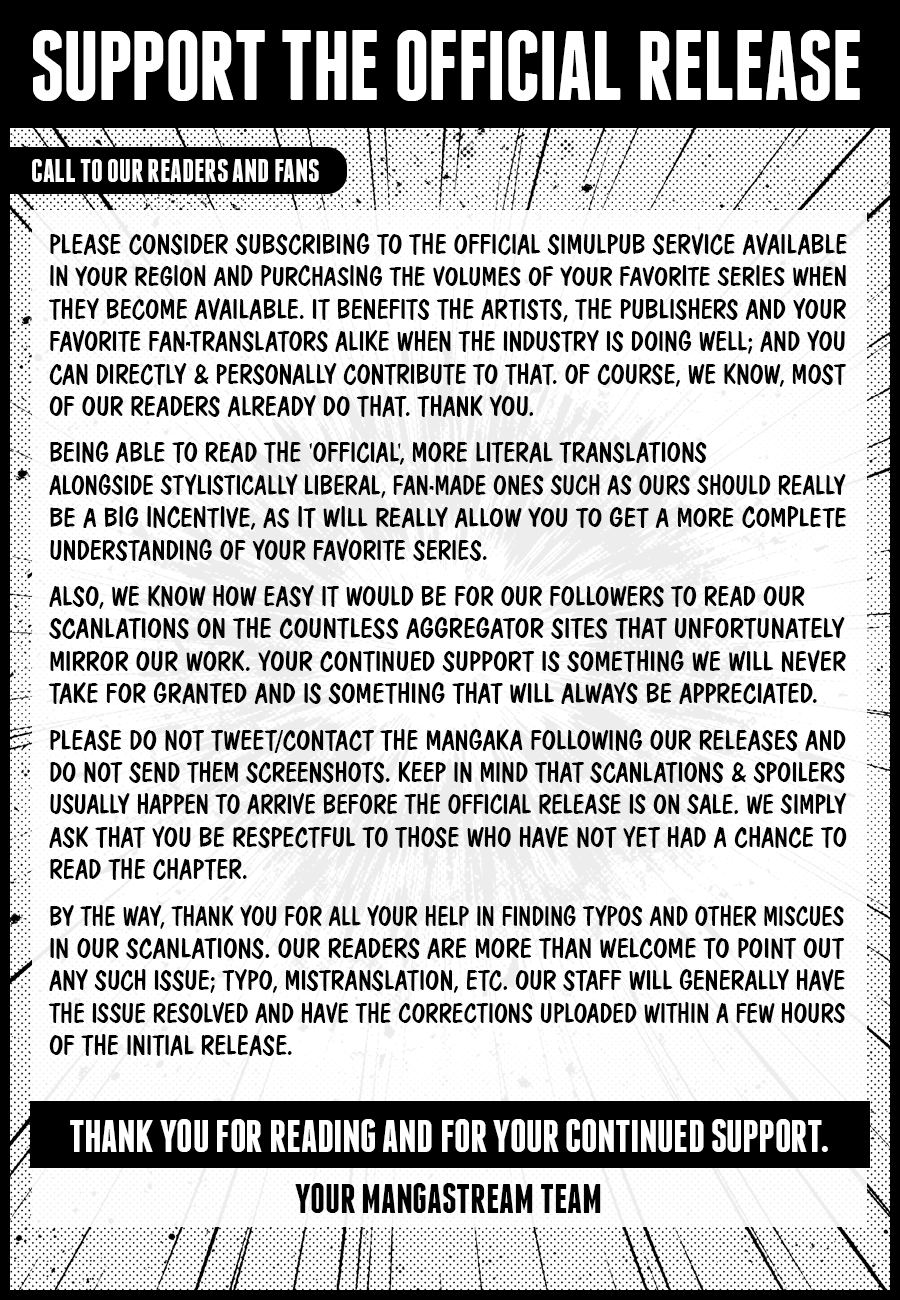 SUPPORT THE OFFICIAL RELEASE
CALL TO OUR READERS AND FANS
PLEASE CONSIDER SUBSCRIBING TO THE OFFICIAL SIMULPUB SERVICE AVAILABLE
IN YOUR REGION AND PURCHASING THE VOLUMES OF YOUR FAVORITE SERIES WHEN
THEY BECOME AVAILABLE. IT BENEFITS THE ARTISTS, THE PUBLISHERS AND YOUR
FAVORITE FAN-TRANSLATORS ALIKE WHEN THE INDUSTRY IS DOING WELL; AND YOU
CAN DIRECTLY & PERSONALLY CONTRIBUTE TO THAT. OF COURSE, WE KNOW, MOST
OF OUR READERS ALREADY DO THAT. THANK YOU.
BEING ABLE TO READ THE 'OFFICIAL', MORE LITERAL TRANSLATIONS
ALONGSIDE STYLISTICALLY LIBERAL, FAN-MADE ONES SUCH AS OURS SHOULD REALLY
BE A BIG INCENTIVE, AS IT WILL REALLY ALLOW YOU TO GET A MORE COMPLETE
UNDERSTANDING OF YOUR FAVORITE SERIES.
ALSO, WE KNOW HOW EASY IT WOULD BE FOR OUR FOLLOWERS TO READ OUR
SCANLATIONS ON THE COUNTLESS AGGREGATOR SITES THAT UNFORTUNATELY
MIRROR OUR WORK. YOUR CONTINUED SUPPORT IS SOMETHING WE WILL NEVER
TAKE FOR GRANTED AND IS SOMETHING THAT WILL ALWAYS BE APPRECIATED.
PLEASE DO NOT TWEET/CONTACT THE MANGAKA FOLLOWING OUR RELEASES AND
DO NOT SEND THEM SCREENSHOTS. KEEP IN MIND THAT SCANLATIONS & SPOILERS
USUALLY HAPPEN TO ARRIVE BEFORE THE OFFICIAL RELEASE IS ON SALE. WE SIMPLY
ASK THAT YOU BE RESPECTFUL TO THOSE WHO HAVE NOT YET HAD A CHANCE TO
READ THE CHAPTER.
BY THE WAY, THANK YOU FOR ALL YOUR HELP IN FINDING TYPOS AND OTHER MISCUES
IN OUR SCANLATIONS. OUR READERS ARE MORE THAN WELCOME TO POINT OUT
ANY SUCH ISSUE; TYPO, MISTRANSLATION, ETC. OUR STAFF WILL GENERALLY HAVE
THE ISSUE RESOLVED AND HAVE THE CORRECTIONS UPLOADED WITHIN A FEW HOURS
OF THE INITIAL RELEASE.
THANK YOU FOR READING AND FOR YOUR CONTINUED SUPPORT.
YOUR MANGASTREAM TEAM